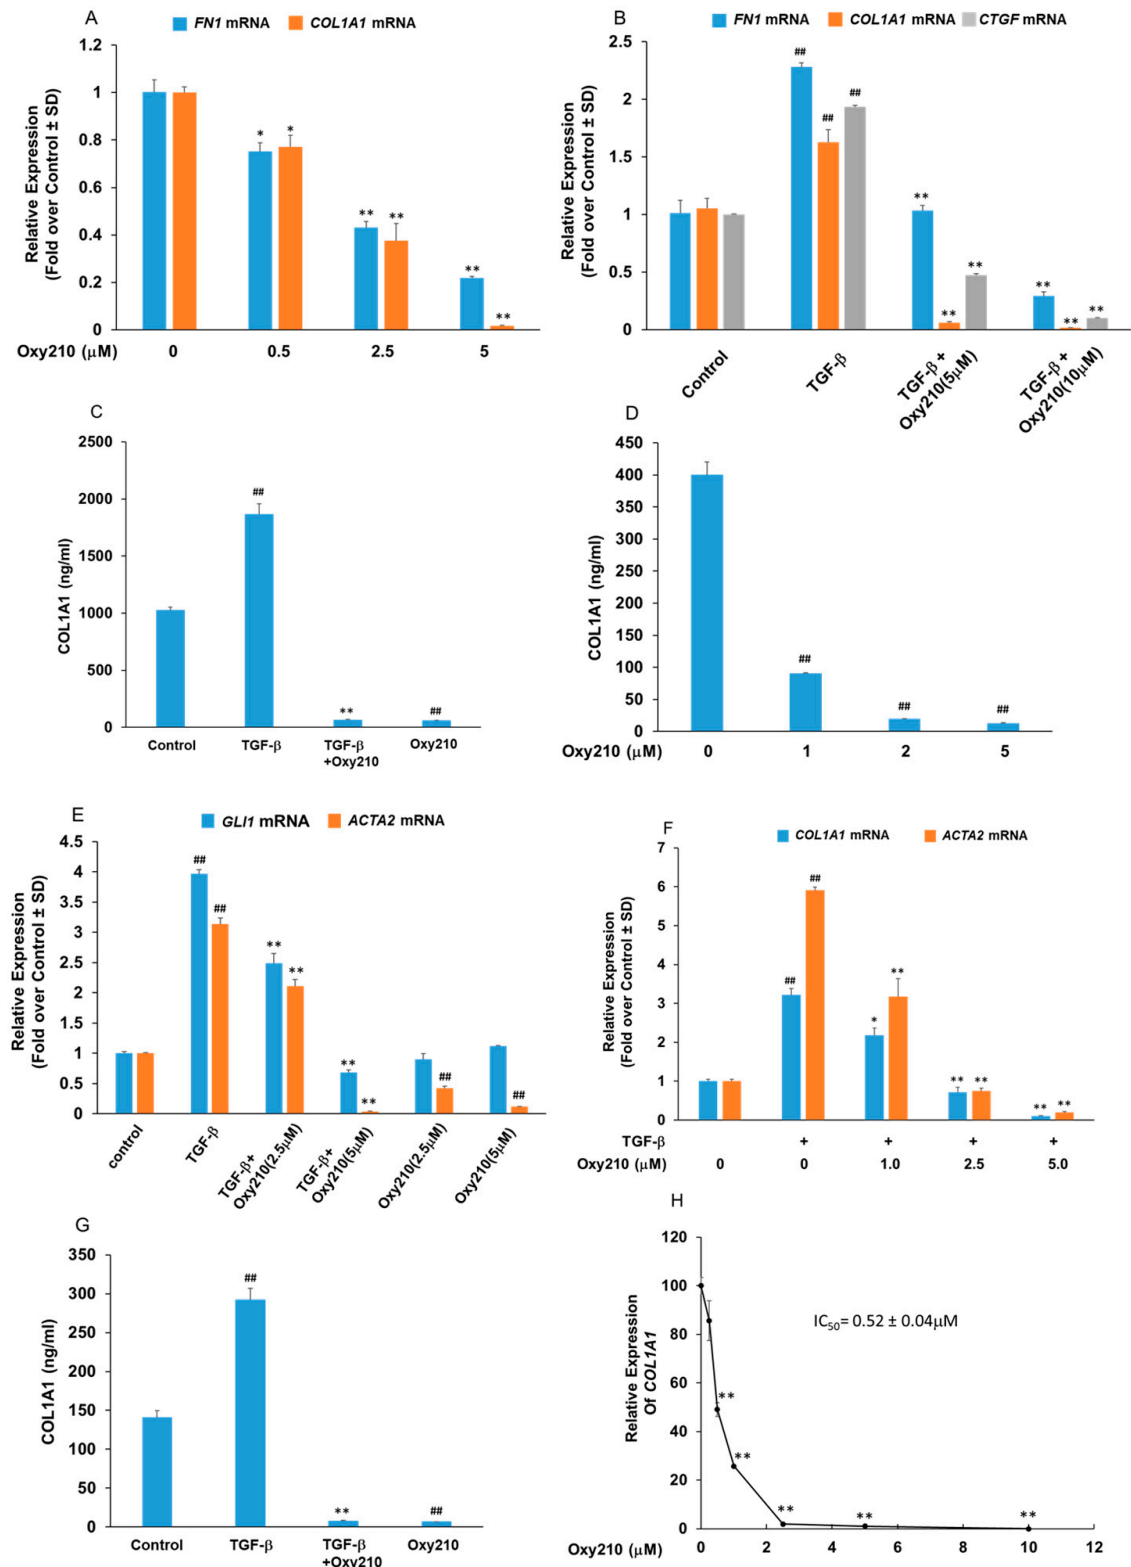 A
FN1 mRNA COL1A1 mRNA
Relative Expression
(Fold over Control ± SD)
1.2
1
0.8
0.6
0.4
0.2
0
* *
** **
**
**
Oxy210 (µM) 0 0.5 2.5 5
B
FN1 mRNA COL1A1 mRNA CTGF mRNA
Relative Expression
(Fold over Control ± SD)
2.5
2
1.5
1
0.5
0
##
##
##
**
**
**
**
**
**
Control
TGF-β
TGF-β +
Oxy210(5µM)
TGF-β +
Oxy210(10µM)
C
COL1A1 (ng/ml)
2500
2000
1500
1000
500
0
##
**
##
Control TGF-β TGF-β Oxy210
+Oxy210
D
COL1A1 (ng/ml)
450
400
350
300
250
200
150
100
50
0
##
##
##
Oxy210 (µM) 0 1 2 5
E
GLI1 mRNA ACTA2 mRNA
Relative Expression
(Fold over Control ± SD)
4.5
4
3.5
3
2.5
2
1.5
1
0.5
0
##
##
**
**
**
**
##
##
control
TGF-β
TGF-β+
Oxy210(2.5µM)
TGF-β+
Oxy210(5µM)
Oxy210(2.5µM)
Oxy210(5µM)
F
COL1A1 mRNA ACTA2 mRNA
Relative Expression
(Fold over Control ± SD)
7
6
5
4
3
2
1
0
##
##
*
**
** **
** **
TGF-β + + + +
Oxy210 (µM) 0 0 1.0 2.5 5.0
G
COL1A1 (ng/ml)
350
300
250
200
150
100
50
0
##
**
##
Control TGF-β TGF-β Oxy210
+Oxy210
H
Relative Expression
Of COL1A1
120
100
80
60
40
20
0
IC50= 0.52 ± 0.04µM
**
**
**
**
**
Oxy210 (µM) 0 2 4 6 8 10 12